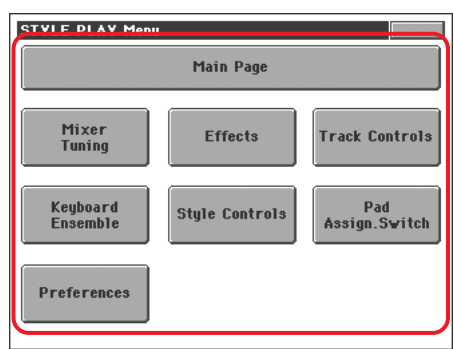 STYLE PLAY Menu
Main Page
Mixer
Tuning
Effects
Track Controls
Keyboard
Ensemble
Style Controls
Pad
Assign.Switch
Preferences